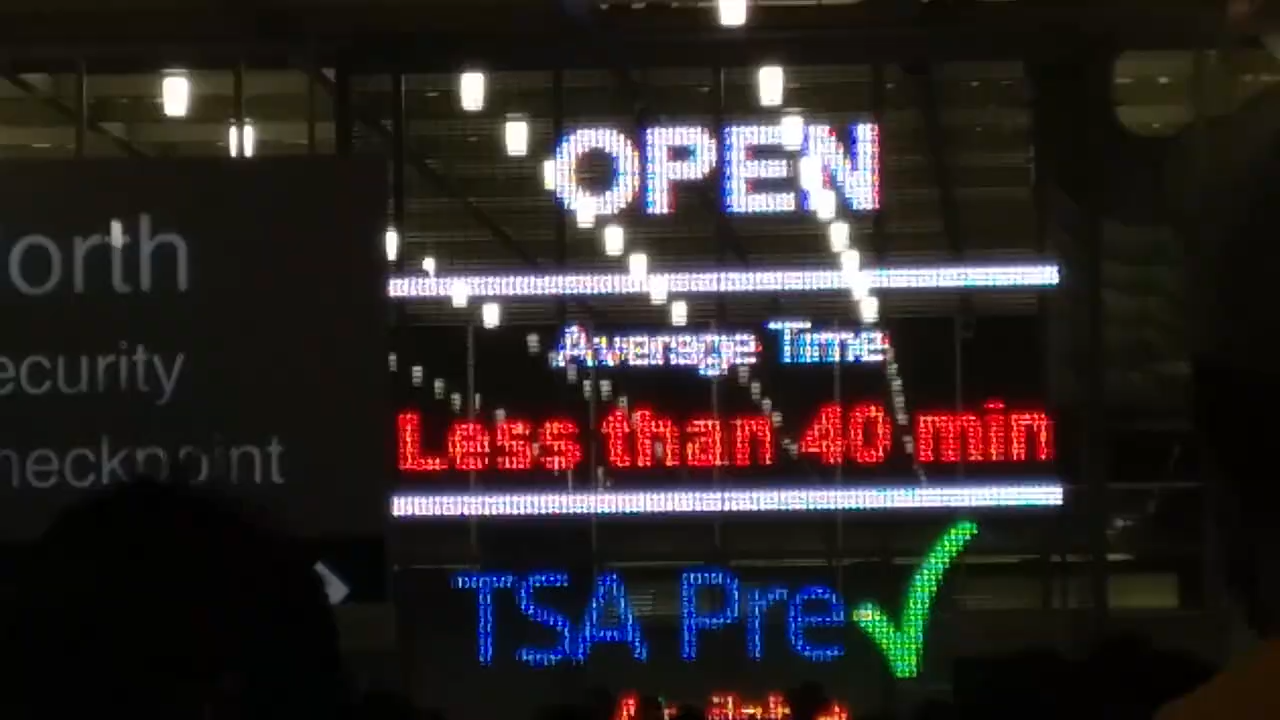 orth
ecurity
heckpoint
OPEN
Average Time
Less than 40 min
TSA Pre✓